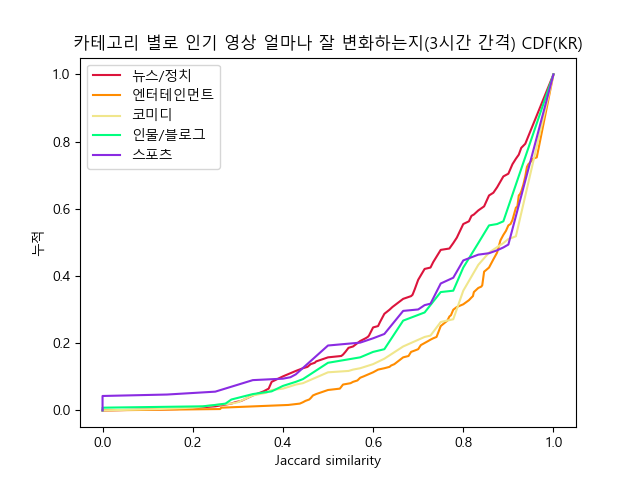 카테고리 별로 인기 영상 얼마나 잘 변화하는지(3시간 간격) CDF(KR)
뉴스/정치
엔터테인먼트
코미디
인물/블로그
스포츠
누적
1.0
0.8
0.6
0.4
0.2
0.0
0.0 0.2 0.4 0.6 0.8 1.0
Jaccard similarity